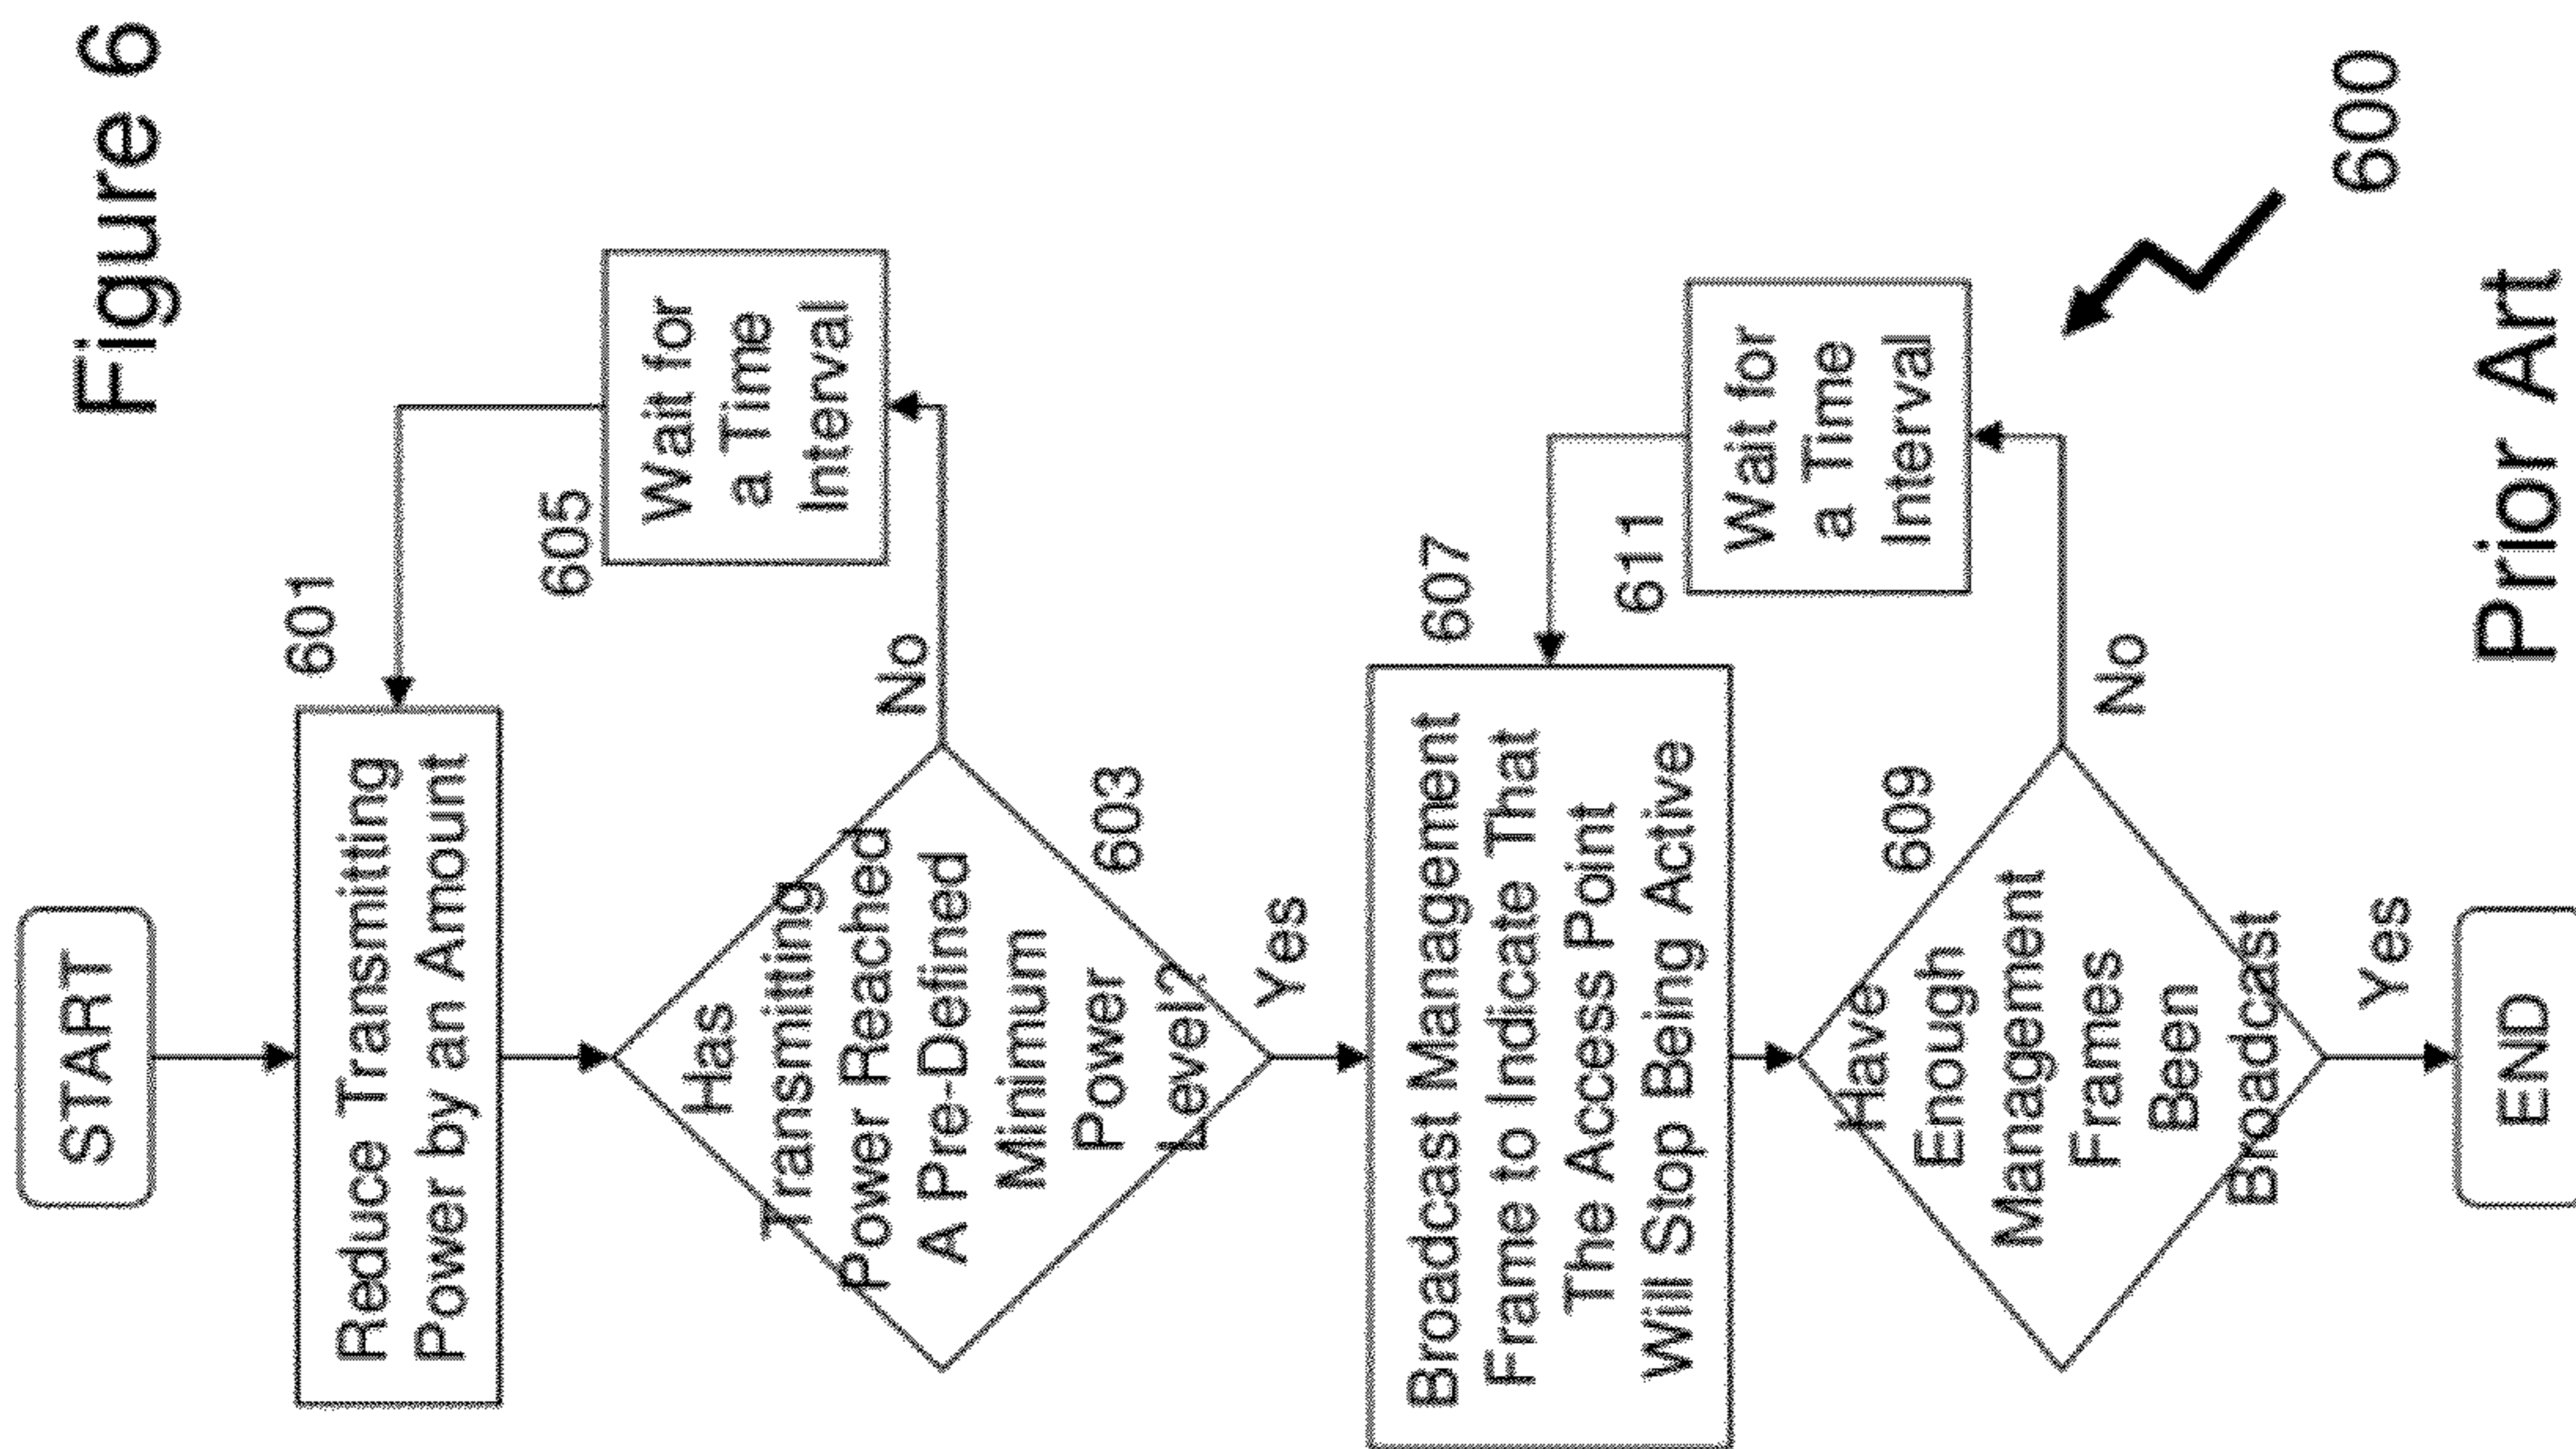 Figure 6
START
601
Reduce Transmitting
Power by an Amount
605
Wait for
a Time
Interval
Has
Transmitting
Power Reached
A Pre-Defined
Minimum
Power
Level?
No
603
Yes
607
Broadcast Management
Frame to Indicate That
The Access Point
Will Stop Being Active
611
Wait for
a Time
Interval
609
Have
Enough
Management
Frames
Been
Broadcast
No
Yes
END
600
Prior Art